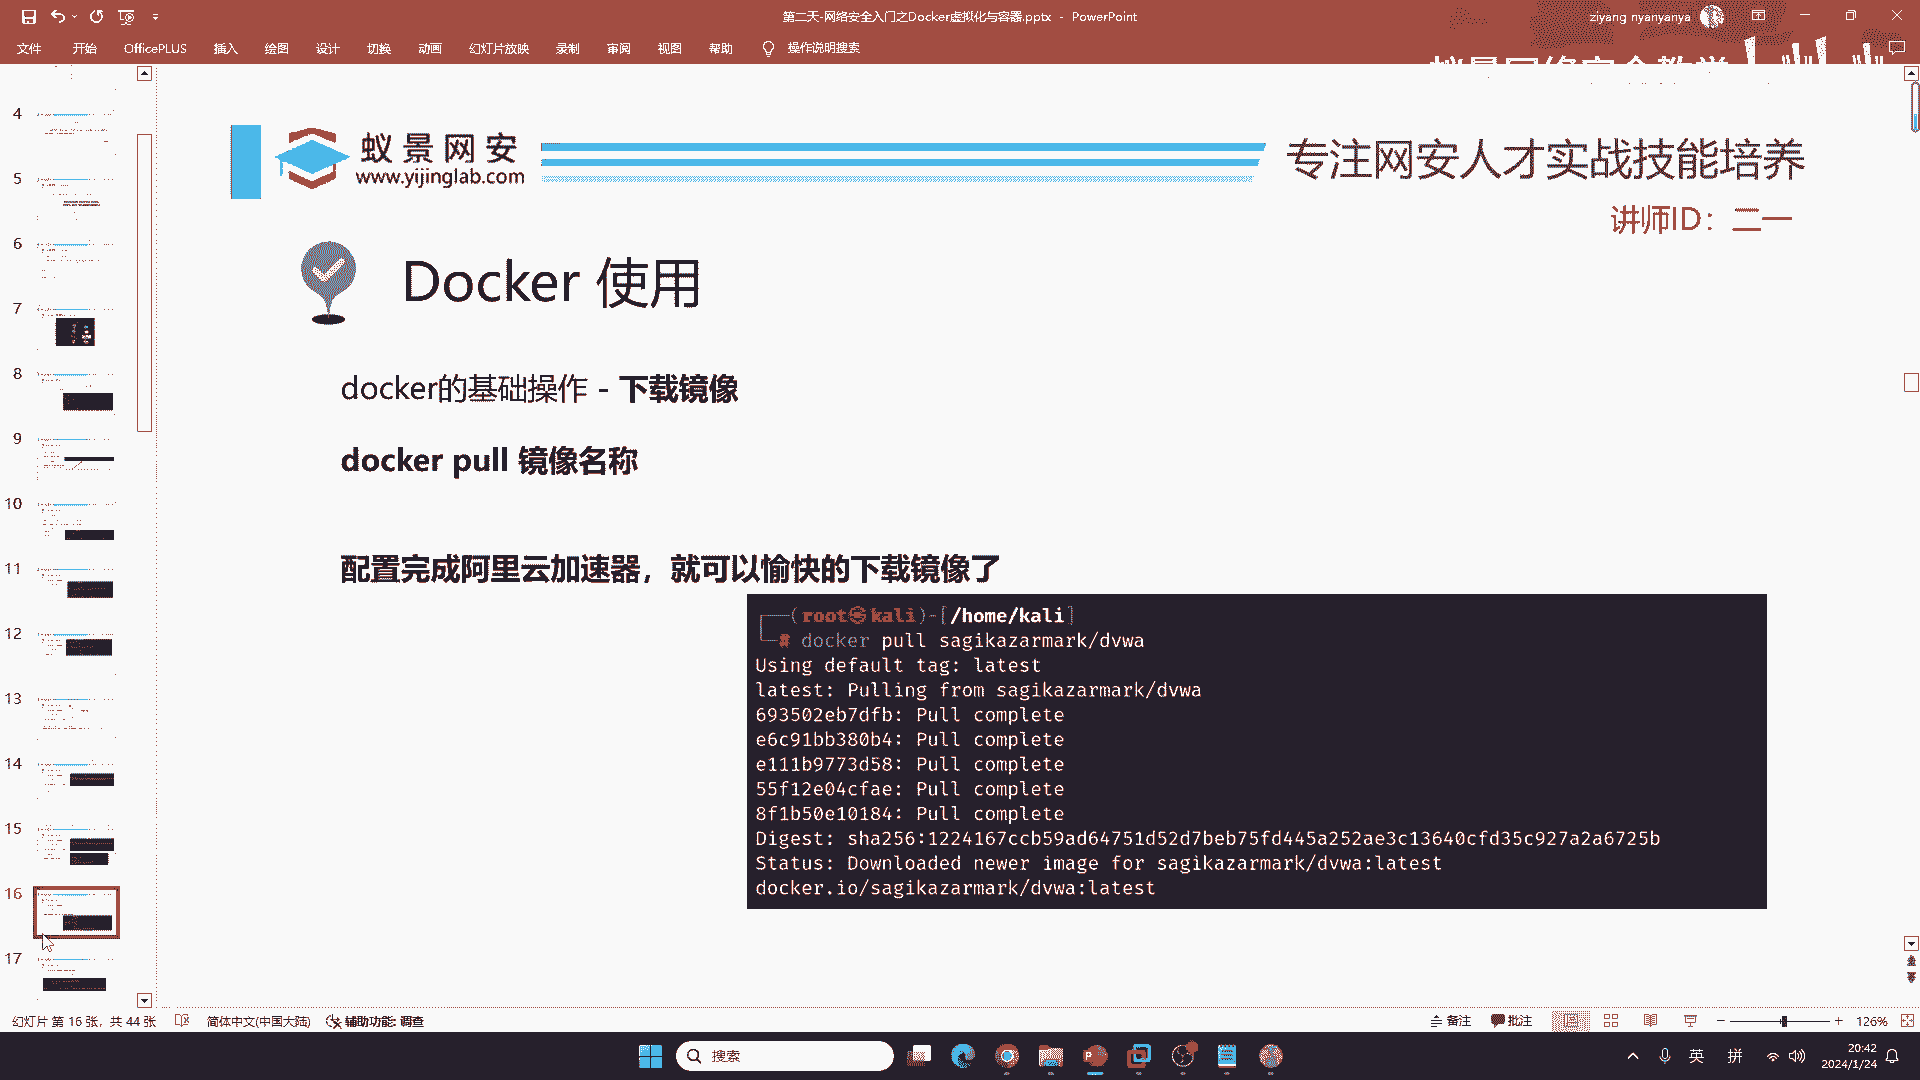 第二天-网络安全入门之Docker虚拟化与容器.pptx - PowerPoint
ziyang nyanyanya
文件 开始 OfficePLUS 插入 绘图 设计 切换 动画 幻灯片放映 录制 审阅 视图 帮助 操作说明搜索
4
5
6
7
8
9
10
11
12
13
14
15
16
17
蚁景网安
www.yijinglab.com
专注网安人才实战技能培养
讲师ID：二一
Docker 使用
docker的基础操作 - 下载镜像
docker pull 镜像名称
配置完成阿里云加速器，就可以愉快的下载镜像了
┌──(root㉿kali)-[/home/kali]
└─# docker pull sagikazarmark/dvwa
Using default tag: latest
latest: Pulling from sagikazarmark/dvwa
693502eb7dfb: Pull complete
e6c91bb380b4: Pull complete
e111b9773d58: Pull complete
55f12e04cfae: Pull complete
8f1b50e10184: Pull complete
Digest: sha256:1224167ccb59ad64751d52d7beb75fd445a252ae3c13640cfd35c927a2a6725b
Status: Downloaded newer image for sagikazarmark/dvwa:latest
docker.io/sagikazarmark/dvwa:latest
幻灯片 第 16 张，共 44 张 简体中文(中国大陆) 辅助功能: 调查 备注 批注 126%
搜索
英 拼
20:42
2024/1/24